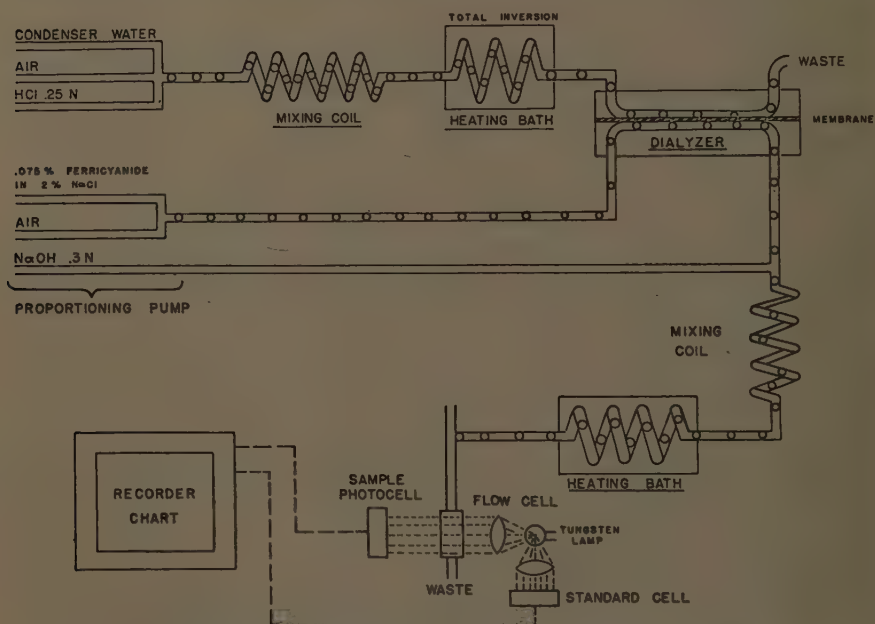 CONDENSER WATER
AIR
HCl .25 N
MIXING COIL
TOTAL INVERSION
HEATING BATH
WASTE
MEMBRANE
DIALYZER
.075 % FERRICYANIDE
IN 2 % NaCl
AIR
NaOH .3 N
PROPORTIONING PUMP
MIXING
COIL
HEATING BATH
RECORDER
CHART
SAMPLE
PHOTOCELL
FLOW CELL
TUNGSTEN
LAMP
WASTE
STANDARD CELL